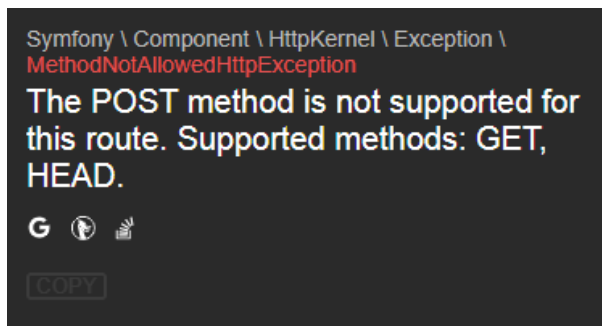 Symfony \ Component \ HttpKernel \ Exception \
MethodNotAllowedHttpException
The POST method is not supported for
this route. Supported methods: GET,
HEAD.
G
COPY